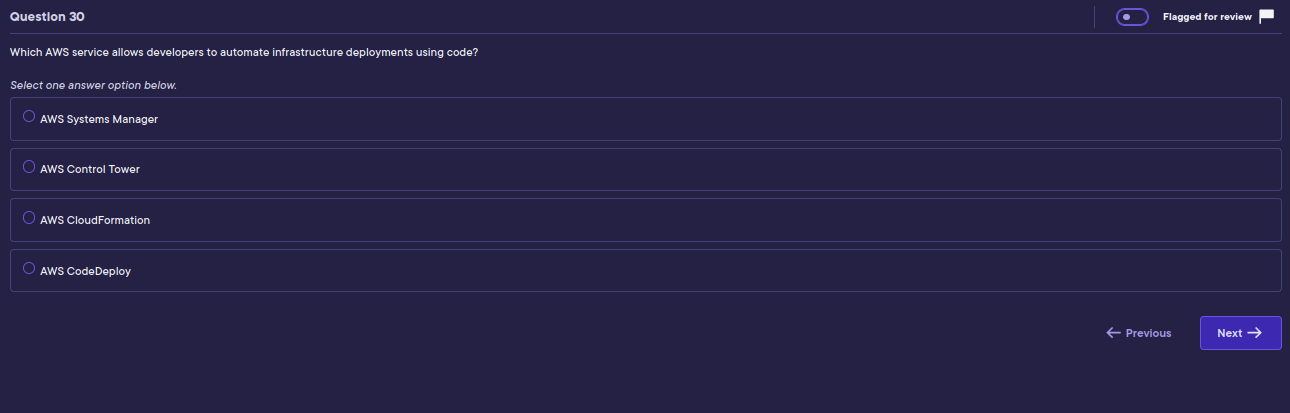 Question 30
Flagged for review
Which AWS service allows developers to automate infrastructure deployments using code?
Select one answer option below.
AWS Systems Manager
AWS Control Tower
AWS CloudFormation
AWS CodeDeploy
Previous
Next